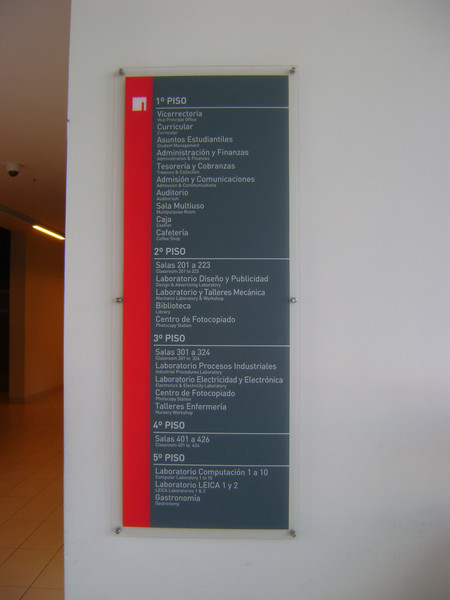 1º PISO
Vicerrectoría
Vice Principal Office
Curricular
Curricular
Asuntos Estudiantiles
Student Management
Administración y Finanzas
Administration & Finances
Tesorería y Cobranzas
Treasure & Collection
Admisión y Comunicaciones
Admission & Communications
Auditorio
Auditorium
Sala Multiuso
Multipurpose Room
Caja
Cashier
Cafetería
Coffee Shop
2º PISO
Salas 201 a 223
Classroom 201 to 223
Laboratorio Diseño y Publicidad
Design & Advertising Laboratory
Laboratorio y Talleres Mecánica
Mechanic Laboratory & Workshop
Biblioteca
Library
Centro de Fotocopiado
Photocopy Station
3º PISO
Salas 301 a 324
Classroom 301 to 324
Laboratorio Procesos Industriales
Industrial Procedures Laboratory
Laboratorio Electricidad y Electrónica
Electronics & Electricity Laboratory
Centro de Fotocopiado
Photocopy Station
Talleres Enfermería
Nursery Workshop
4º PISO
Salas 401 a 426
Classroom 401 to 426
5º PISO
Laboratorio Computación 1 a 10
Computer Laboratory 1 to 10
Laboratorio LEICA 1 y 2
LEICA Laboratories 1 & 2
Gastronomía
Gastronomy